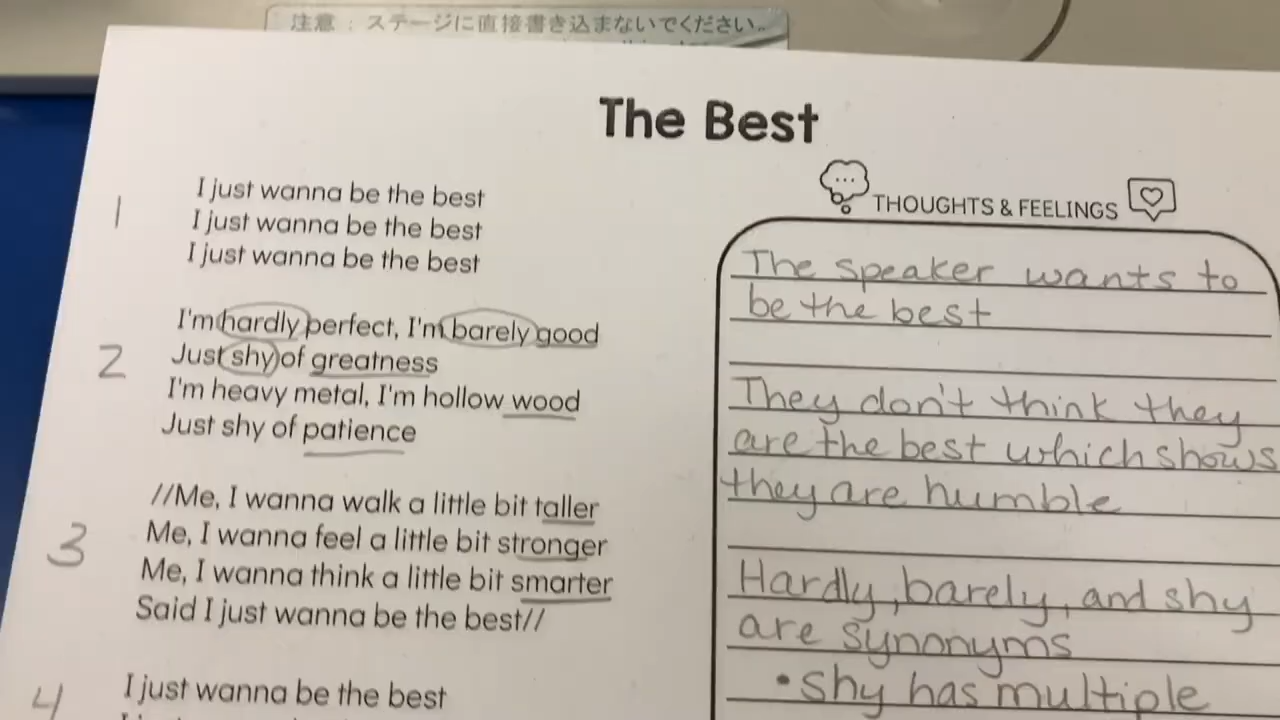 注意：ステージに直接書き込まないでください。
The Best
1
I just wanna be the best
I just wanna be the best
I just wanna be the best
2
I'm hardly perfect, I'm barely good
Just shy of greatness
I'm heavy metal, I'm hollow wood
Just shy of patience
3
//Me, I wanna walk a little bit taller
Me, I wanna feel a little bit stronger
Me, I wanna think a little bit smarter
Said I just wanna be the best//
4
I just wanna be the best
THOUGHTS & FEELINGS
The speaker wants to
be the best
They don't think they
are the best which shows
they are humble
Hardly, barely, and shy
are synonyms
• shy has multiple